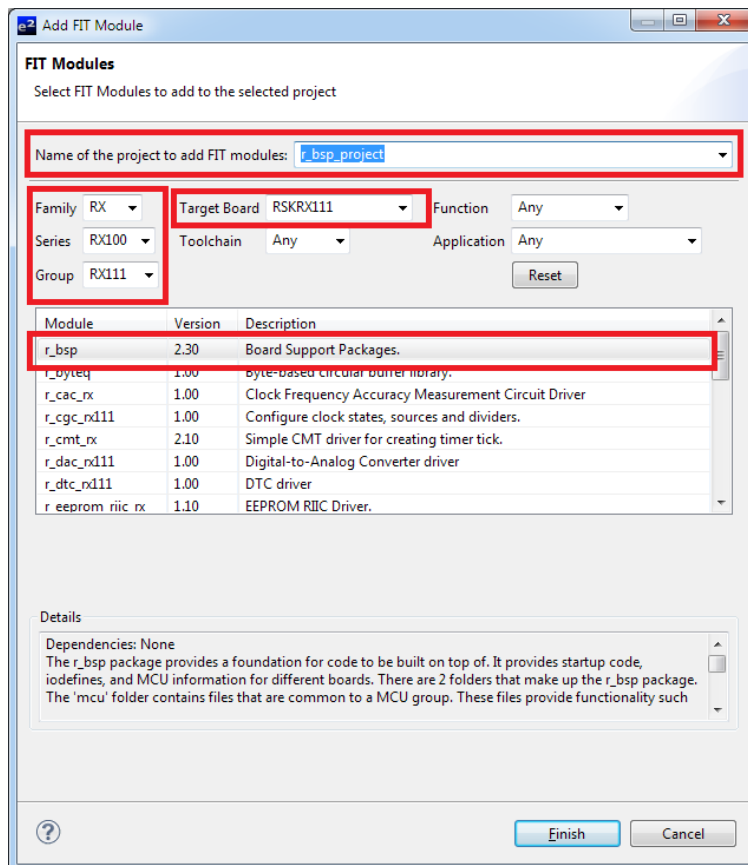 e² Add FIT Module
FIT Modules
Select FIT Modules to add to the selected project
Name of the project to add FIT modules: r_bsp_project
Family RX Target Board RSKRX111 Function Any
Series RX100 Toolchain Any Application Any
Group RX111 Reset
Module Version Description
r_bsp 2.30 Board Support Packages.
r_byteq 1.00 Byte-based circular buffer library.
r_cac_rx 1.00 Clock Frequency Accuracy Measurement Circuit Driver
r_cgc_rx111 1.00 Configure clock states, sources and dividers.
r_cmt_rx 2.10 Simple CMT driver for creating timer tick.
r_dac_rx111 1.00 Digital-to-Analog Converter driver
r_dtc_rx111 1.00 DTC driver
r_eeprom_riic_rx 1.10 EEPROM RIIC Driver.
Details
Dependencies: None
The r_bsp package provides a foundation for code to be built on top of. It provides startup code,
iodefines, and MCU information for different boards. There are 2 folders that make up the r_bsp package.
The 'mcu' folder contains files that are common to a MCU group. These files provide functionality such
? Finish Cancel